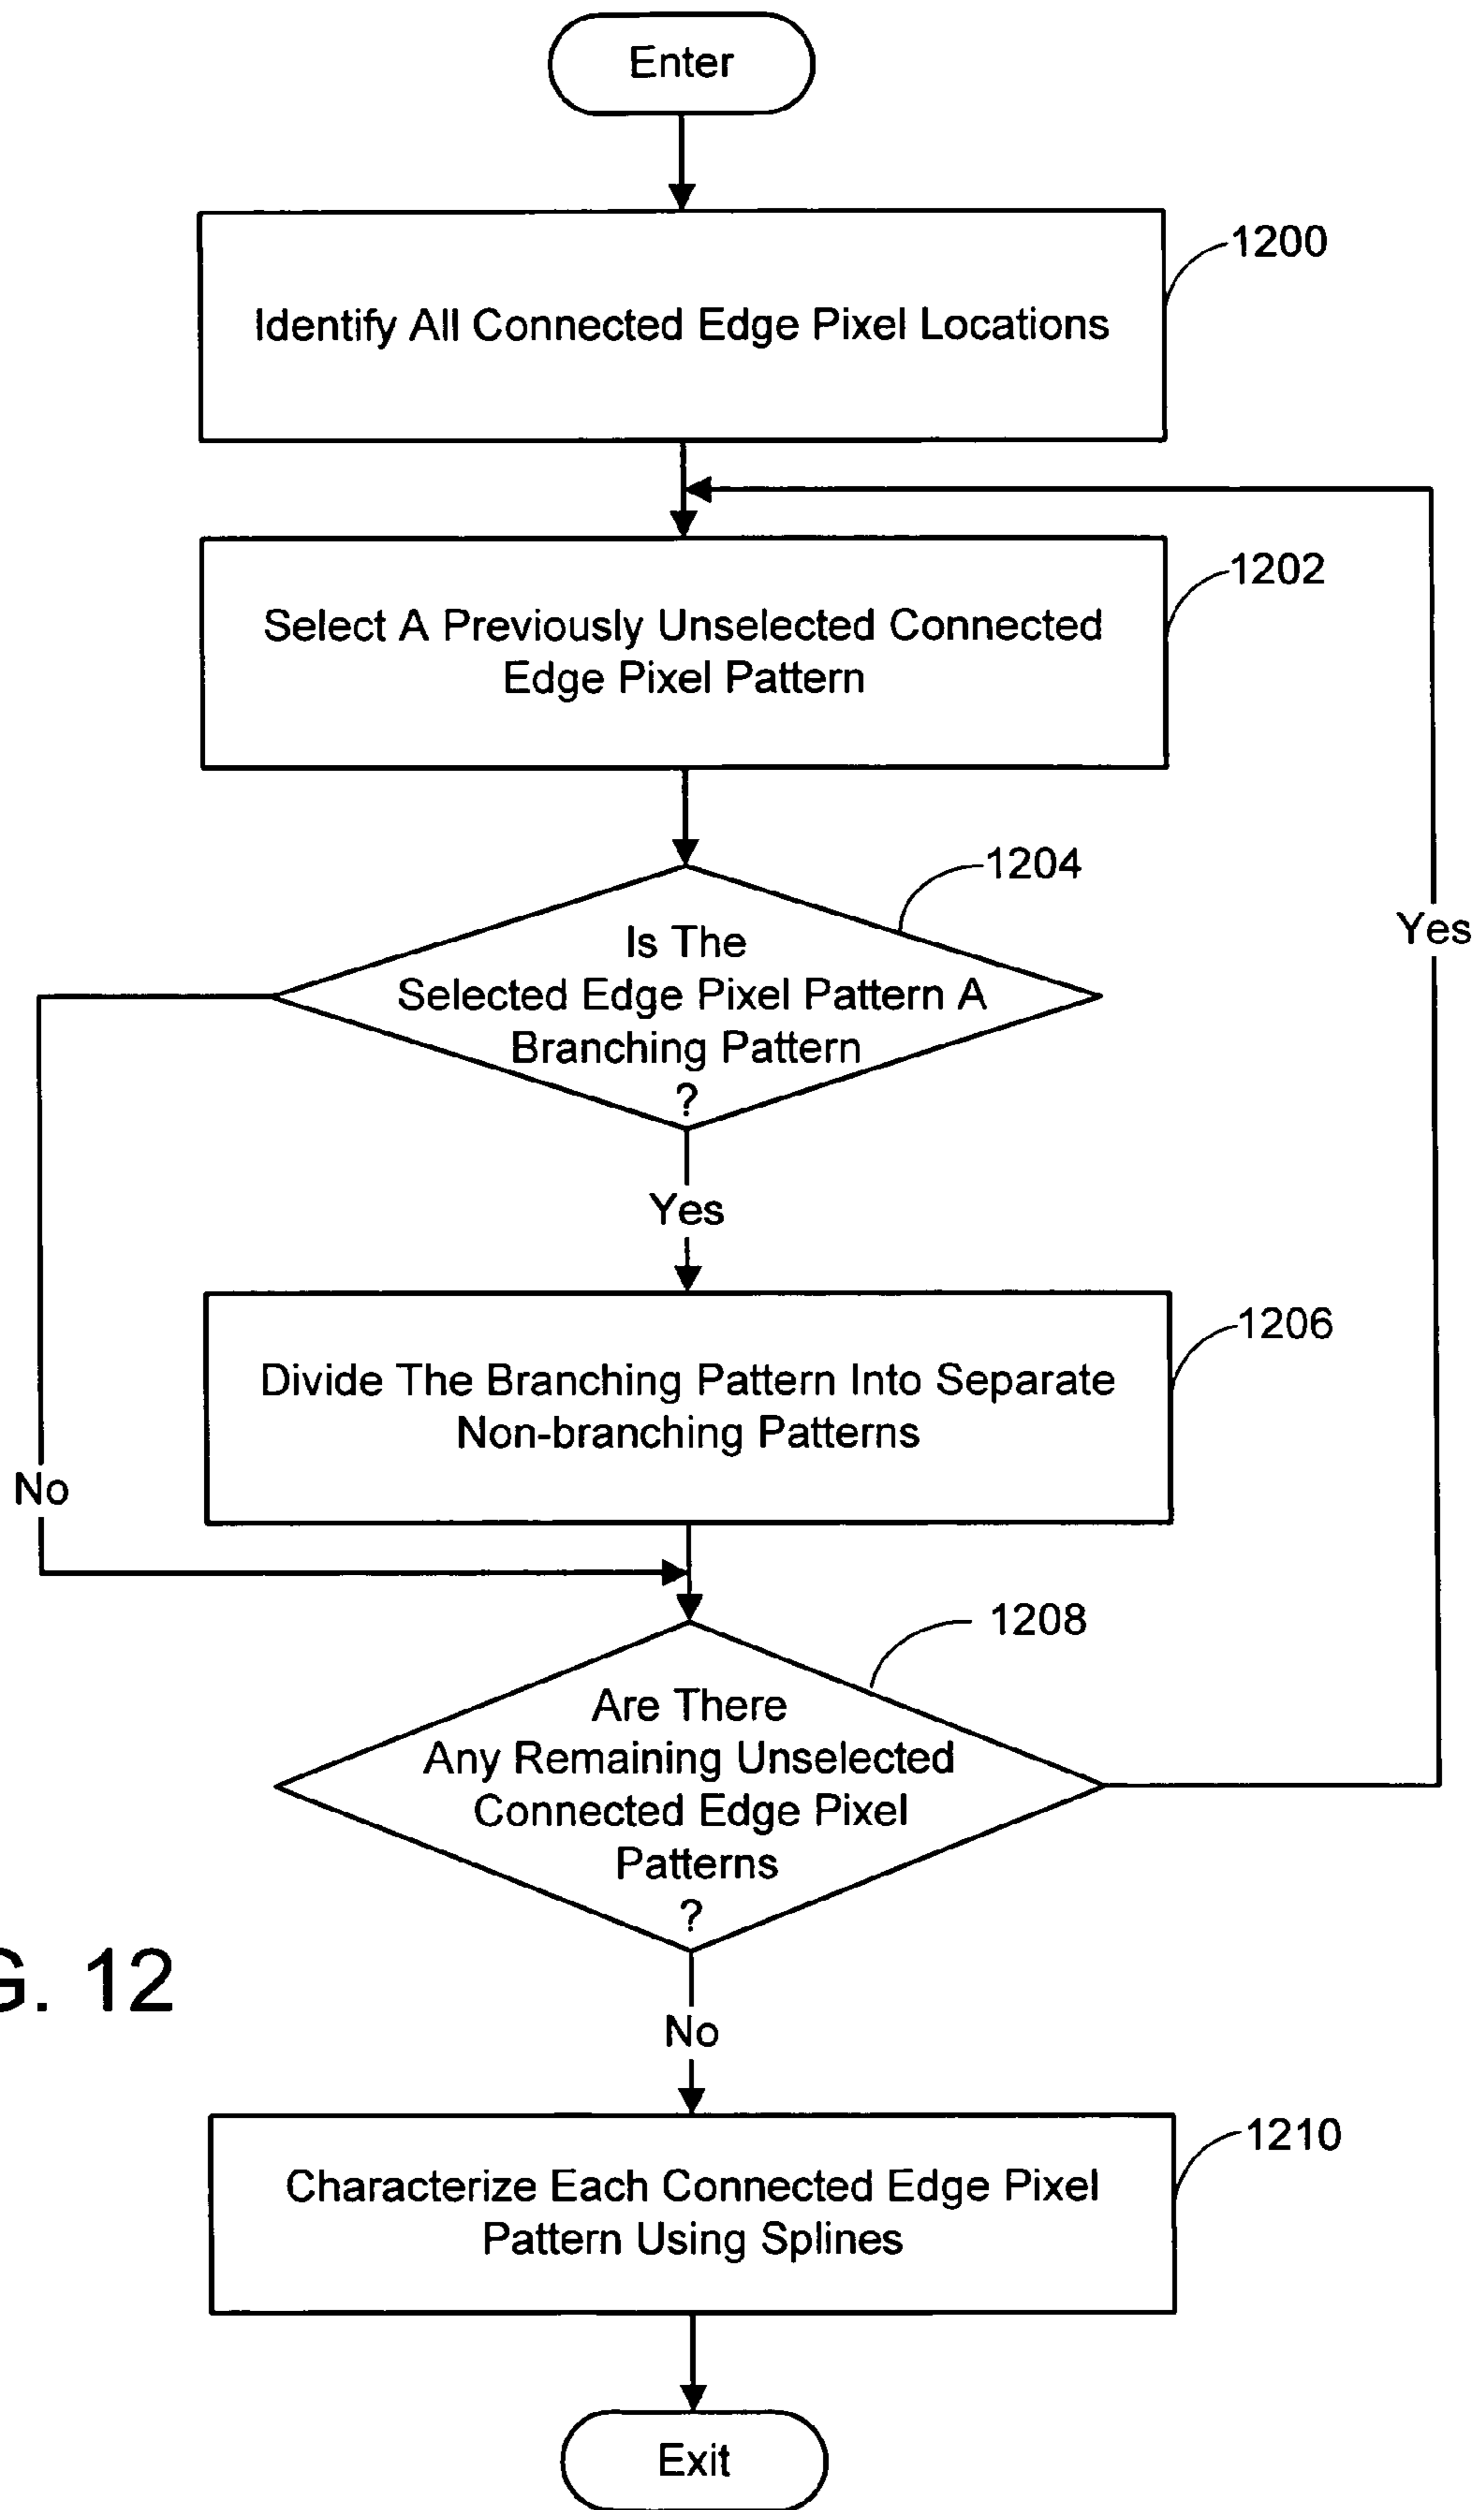 Enter
Identify All Connected Edge Pixel Locations
1200
Select A Previously Unselected Connected
Edge Pixel Pattern
1202
1204
Is The
Selected Edge Pixel Pattern A
Branching Pattern
?
Yes
Yes
Divide The Branching Pattern Into Separate
Non-branching Patterns
1206
No
1208
Are There
Any Remaining Unselected
Connected Edge Pixel
Patterns
?
G. 12
No
Characterize Each Connected Edge Pixel
Pattern Using Splines
1210
Exit